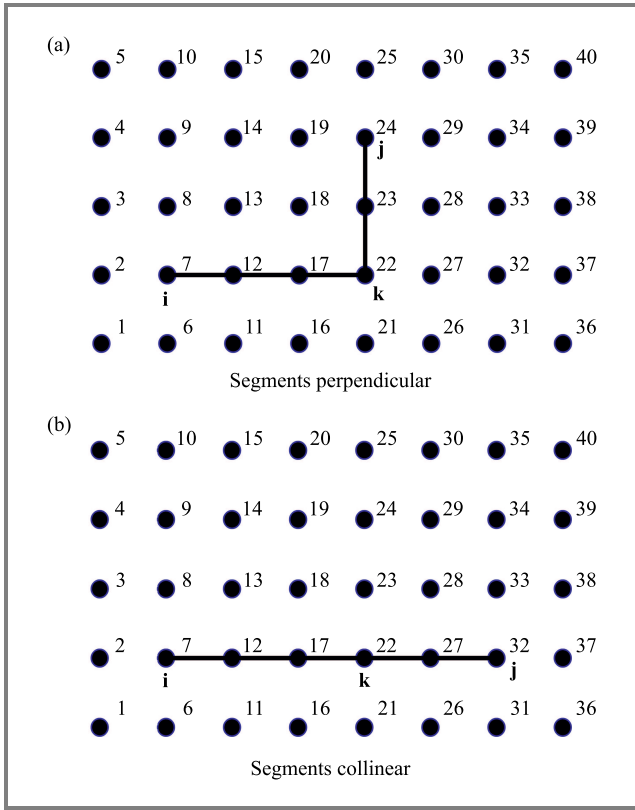 (a)
5 10 15 20 25 30 35 40
4 9 14 19 24 29 34 39
j
3 8 13 18 23 28 33 38
2 7 12 17 22 27 32 37
i k
1 6 11 16 21 26 31 36
Segments perpendicular
(b)
5 10 15 20 25 30 35 40
4 9 14 19 24 29 34 39
3 8 13 18 23 28 33 38
2 7 12 17 22 27 32 37
i k j
1 6 11 16 21 26 31 36
Segments collinear